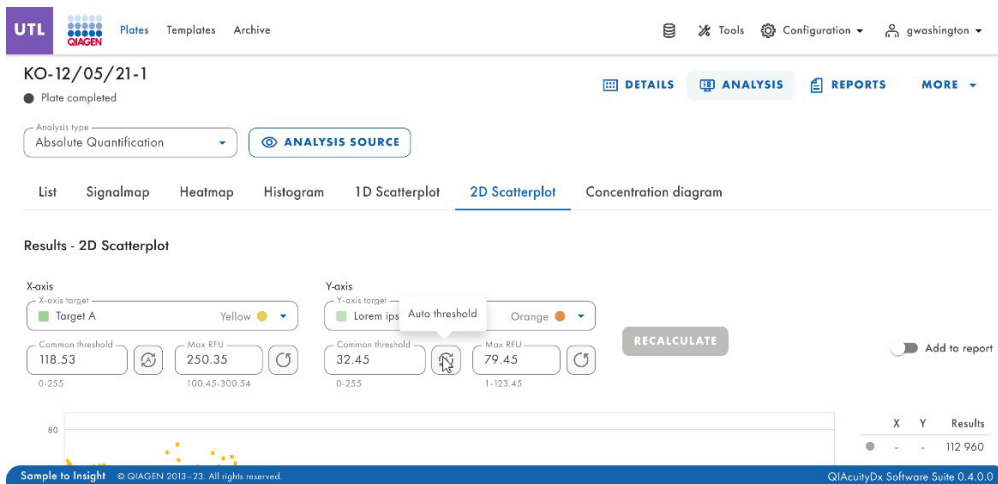 UTL QIAGEN Plates Templates Archive Tools Configuration gwashington
KO-12/05/21-1
Plate completed
DETAILS ANALYSIS REPORTS MORE
Analysis type
Absolute Quantification
ANALYSIS SOURCE
List Signalmap Heatmap Histogram 1D Scatterplot 2D Scatterplot Concentration diagram
Results - 2D Scatterplot
X-axis
X-axis target
Target A Yellow
Common threshold
118.53
0-255
A
Max RFU
250.35
100.45-300.54
Y-axis
Y-axis target
Lorem ips
Orange
Auto threshold
Common threshold
32.45
0-255
Max RFU
79.45
1-123.45
RECALCULATE
Add to report
80
X Y Results
- - 112 960
Sample to Insight © QIAGEN 2013-23. All rights reserved. QIAcuityDx Software Suite 0.4.0.0